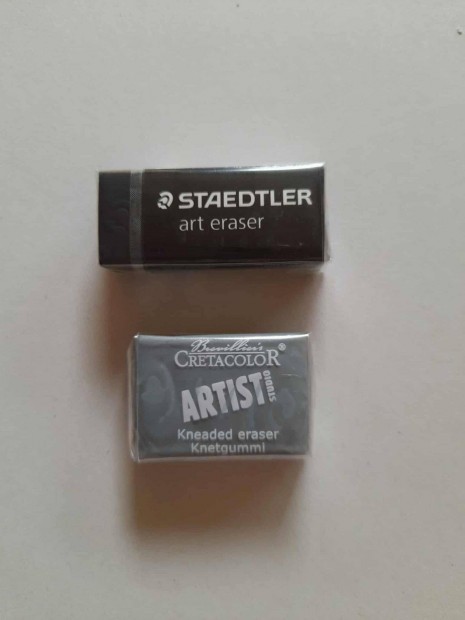 STAEDTLER
art eraser
Brevillier's
CRETACOLOR®
ARTIST STUDIO
Kneaded eraser
Knetgummi